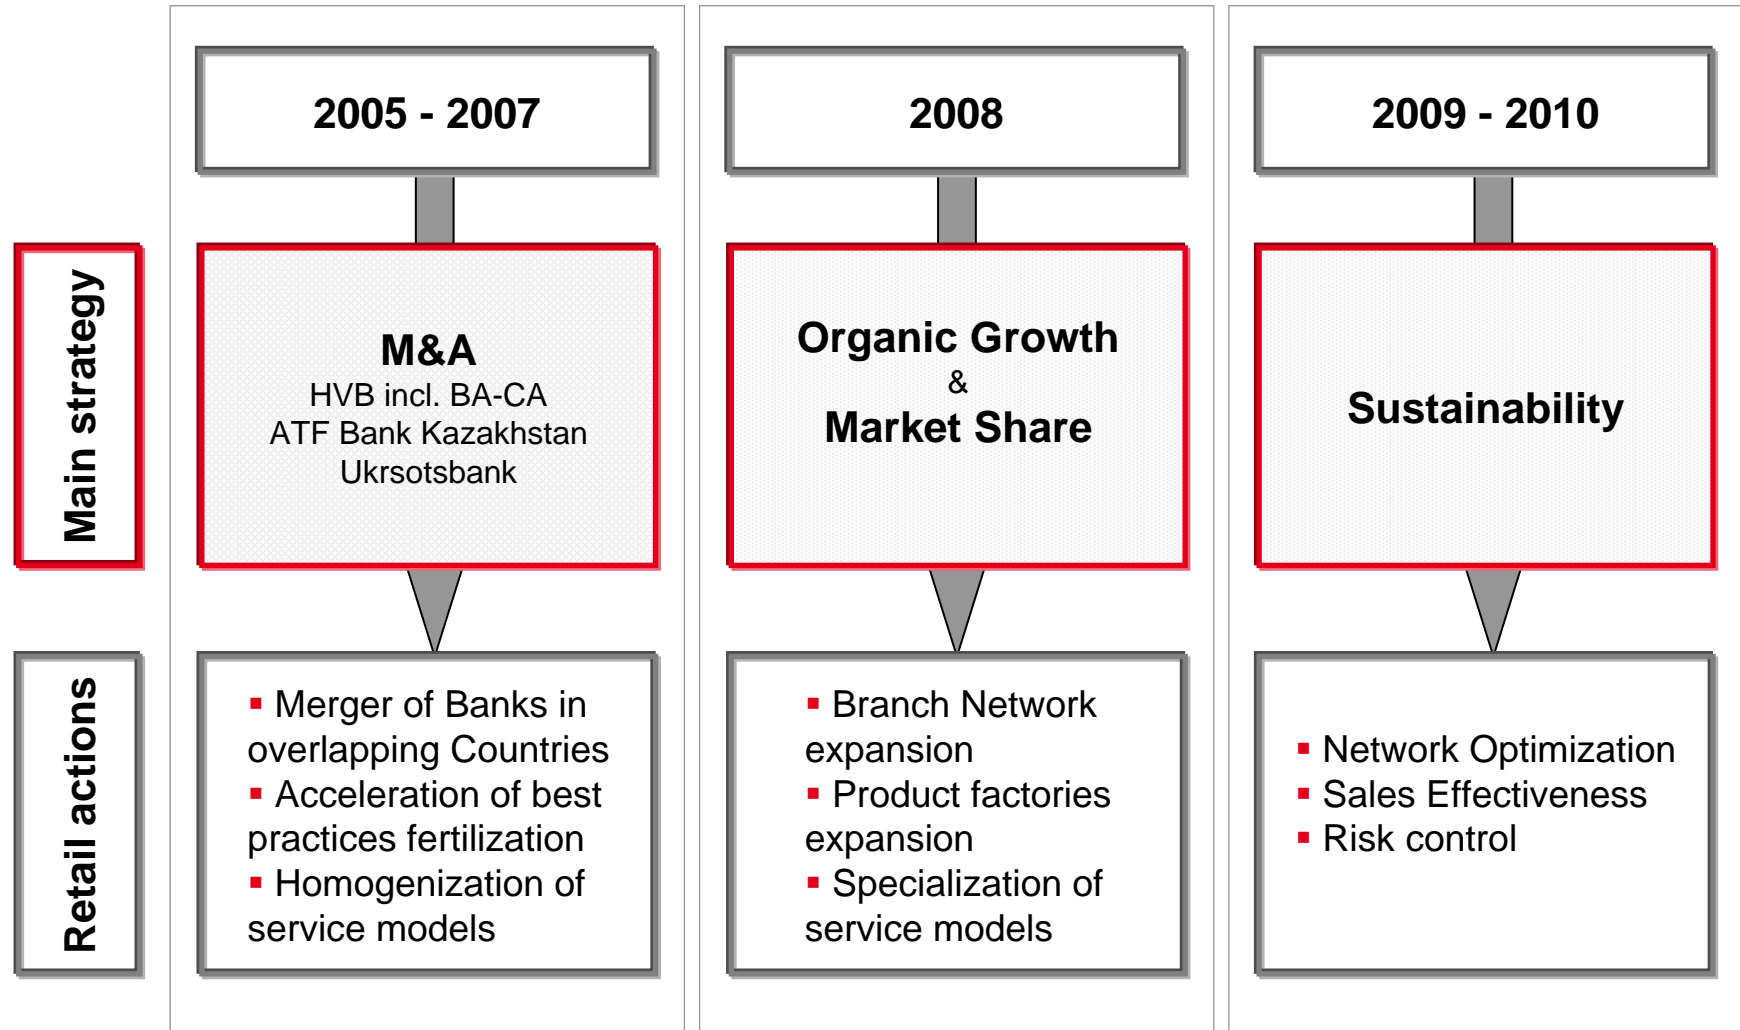 2005 - 2007
2008
2009 - 2010
Main strategy
M&A
HVB incl. BA-CA
ATF Bank Kazakhstan
Ukrsotsbank
Organic Growth
&
Market Share
Sustainability
Retail actions
▪ Merger of Banks in
overlapping Countries
▪ Acceleration of best
practices fertilization
▪ Homogenization of
service models
▪ Branch Network
expansion
▪ Product factories
expansion
▪ Specialization of
service models
▪ Network Optimization
▪ Sales Effectiveness
▪ Risk control